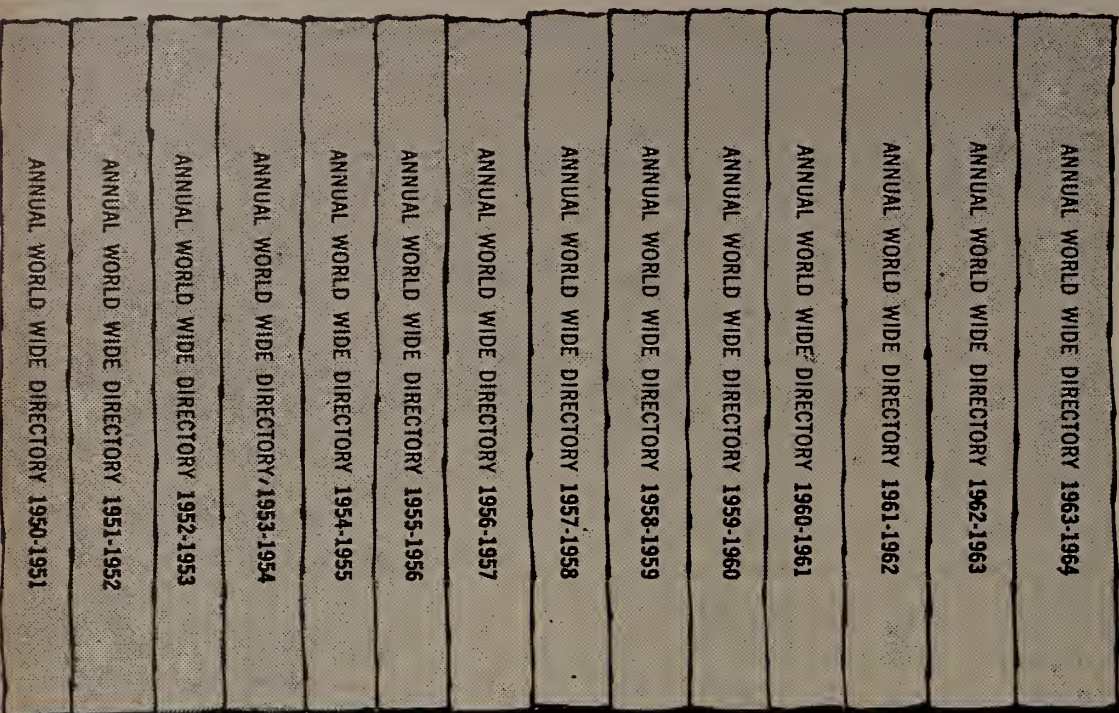 ANNUAL WORLD WIDE DIRECTORY 1950-1951
ANNUAL WORLD WIDE DIRECTORY 1951-1952
ANNUAL WORLD WIDE DIRECTORY 1952-1953
ANNUAL WORLD WIDE DIRECTORY 1953-1954
ANNUAL WORLD WIDE DIRECTORY 1954-1955
ANNUAL WORLD WIDE DIRECTORY 1955-1956
ANNUAL WORLD WIDE DIRECTORY 1956-1957
ANNUAL WORLD WIDE DIRECTORY 1957-1958
ANNUAL WORLD WIDE DIRECTORY 1958-1959
ANNUAL WORLD WIDE DIRECTORY 1959-1960
ANNUAL WORLD WIDE DIRECTORY 1960-1961
ANNUAL WORLD WIDE DIRECTORY 1961-1962
ANNUAL WORLD WIDE DIRECTORY 1962-1963
ANNUAL WORLD WIDE DIRECTORY 1963-1964